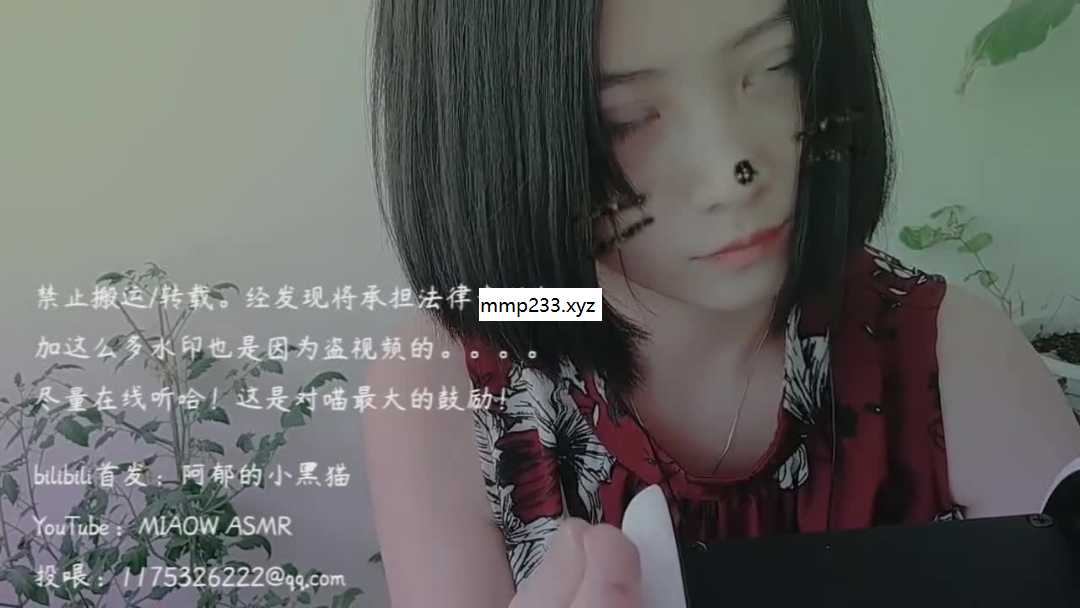 禁止搬运/转载。经发现将承担法律
mmp233.xyz
加这么多水印也是因为盗视频的。。。。
尽量在线听哈！这是对喵最大的鼓励！
bilibili首发：阿郁的小黑猫
YouTube：MIAOW ASMR
投喂：1175326222@qq.com